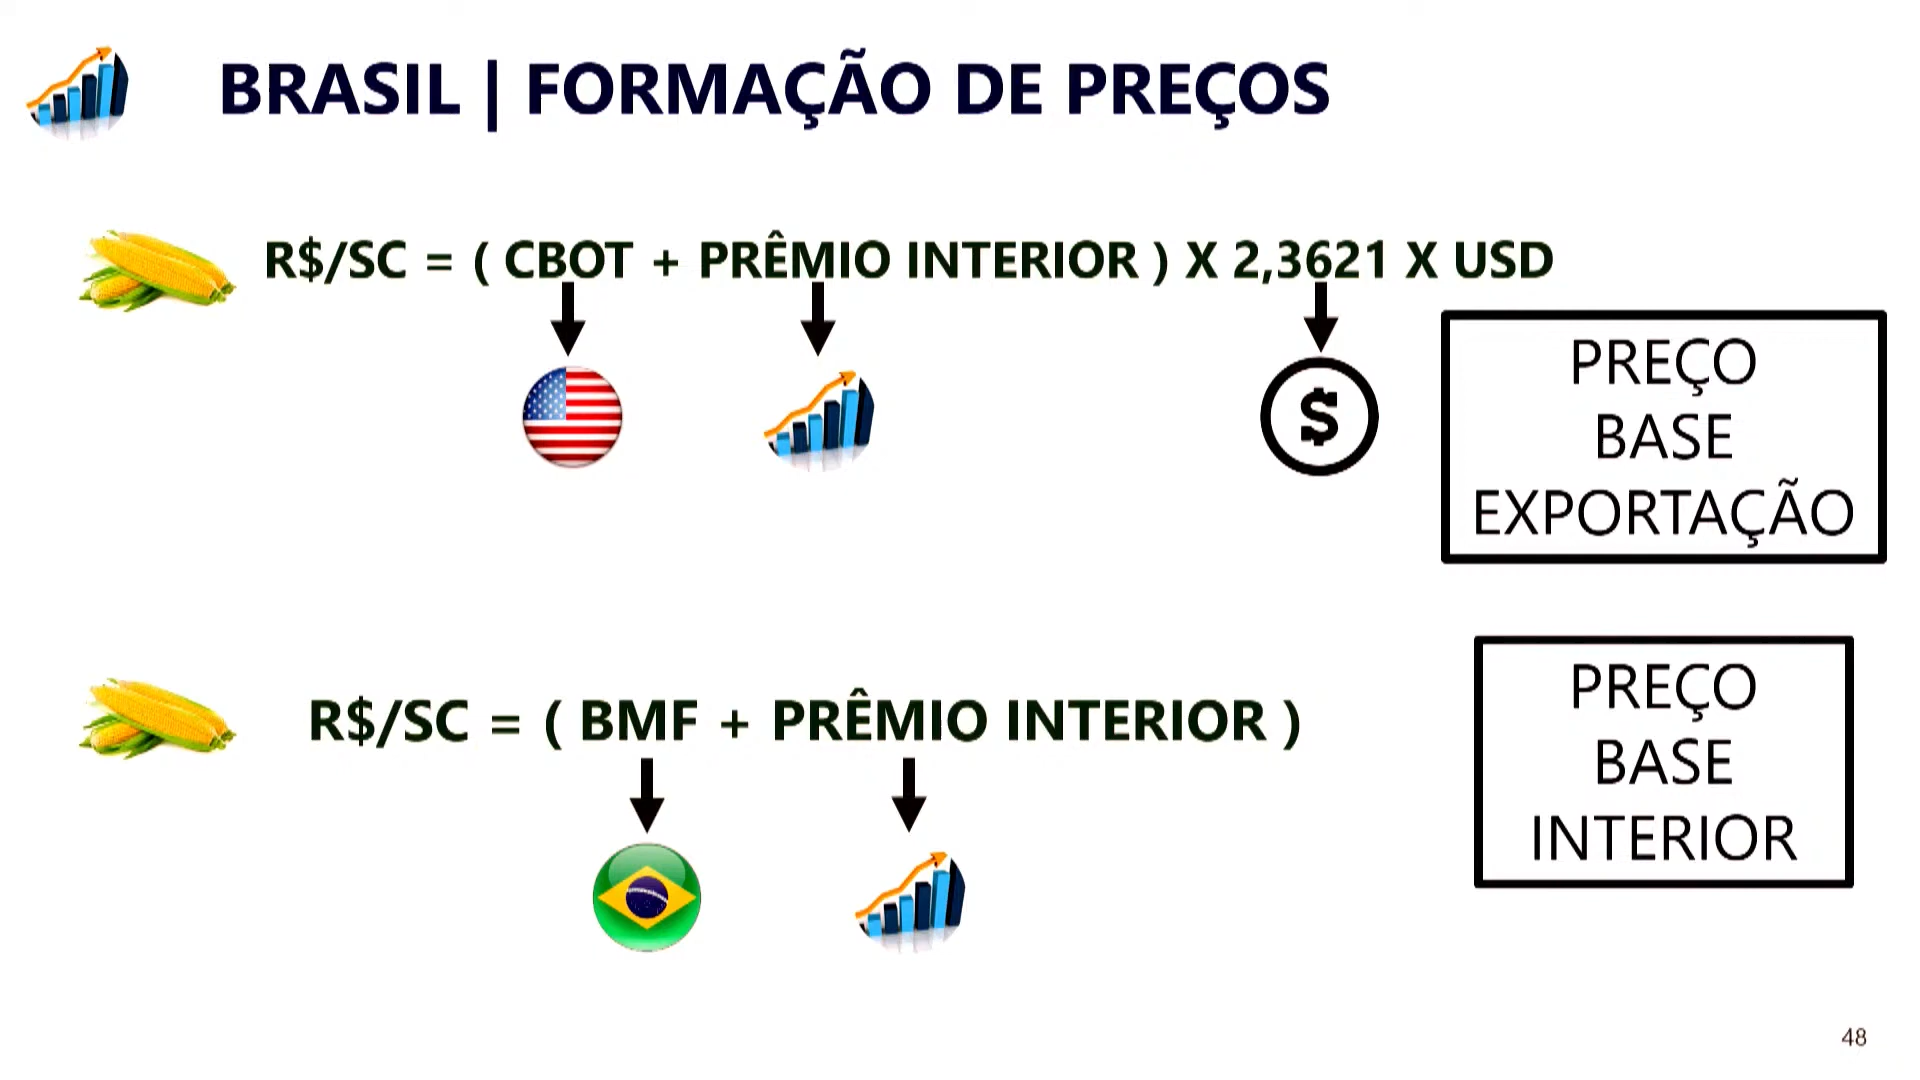 BRASIL | FORMAÇÃO DE PREÇOS
R$/SC = ( CBOT + PRÊMIO INTERIOR ) X 2,3621 X USD
$
PREÇO
BASE
EXPORTAÇÃO
R$/SC = ( BMF + PRÊMIO INTERIOR )
PREÇO
BASE
INTERIOR
48